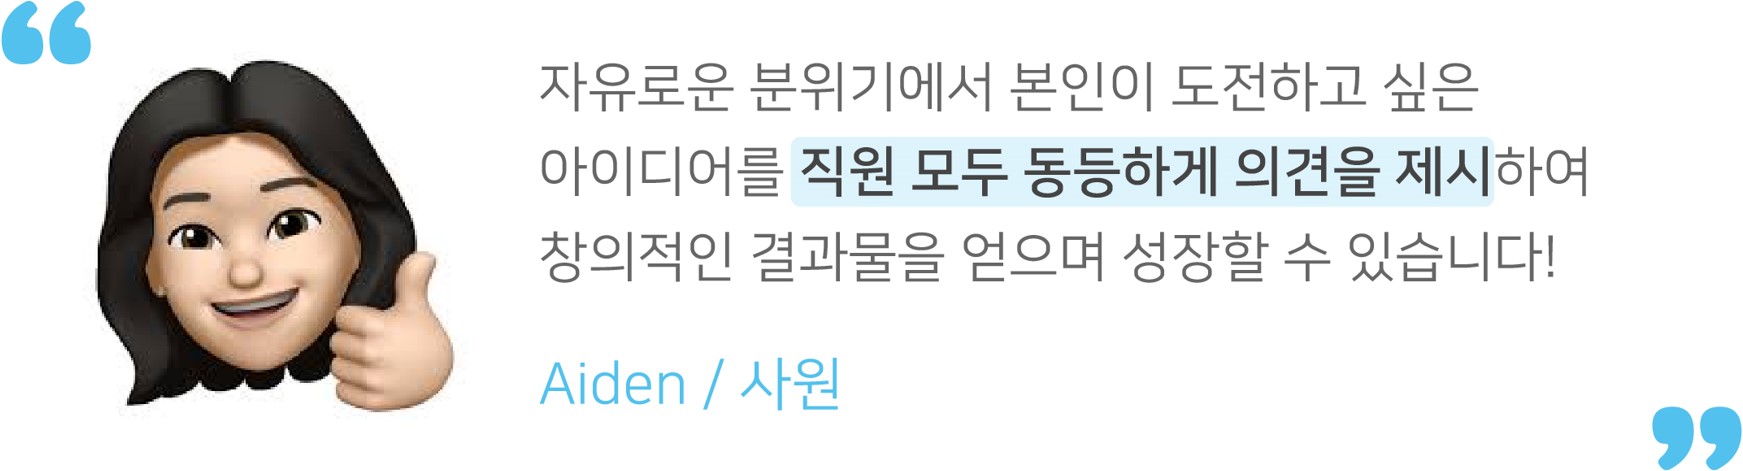 “
자유로운 분위기에서 본인이 도전하고 싶은
아이디어를 직원 모두 동등하게 의견을 제시하여
창의적인 결과물을 얻으며 성장할 수 있습니다!
Aiden / 사원
”